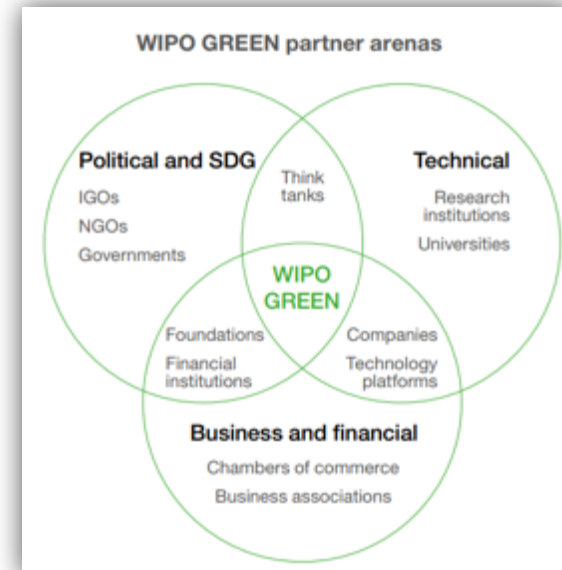 WIPO GREEN partner arenas
Political and SDG
IGOs
NGOs
Governments
Think
tanks
Technical
Research
institutions
Universities
WIPO
GREEN
Foundations
Financial
institutions
Companies
Technology
platforms
Business and financial
Chambers of commerce
Business associations